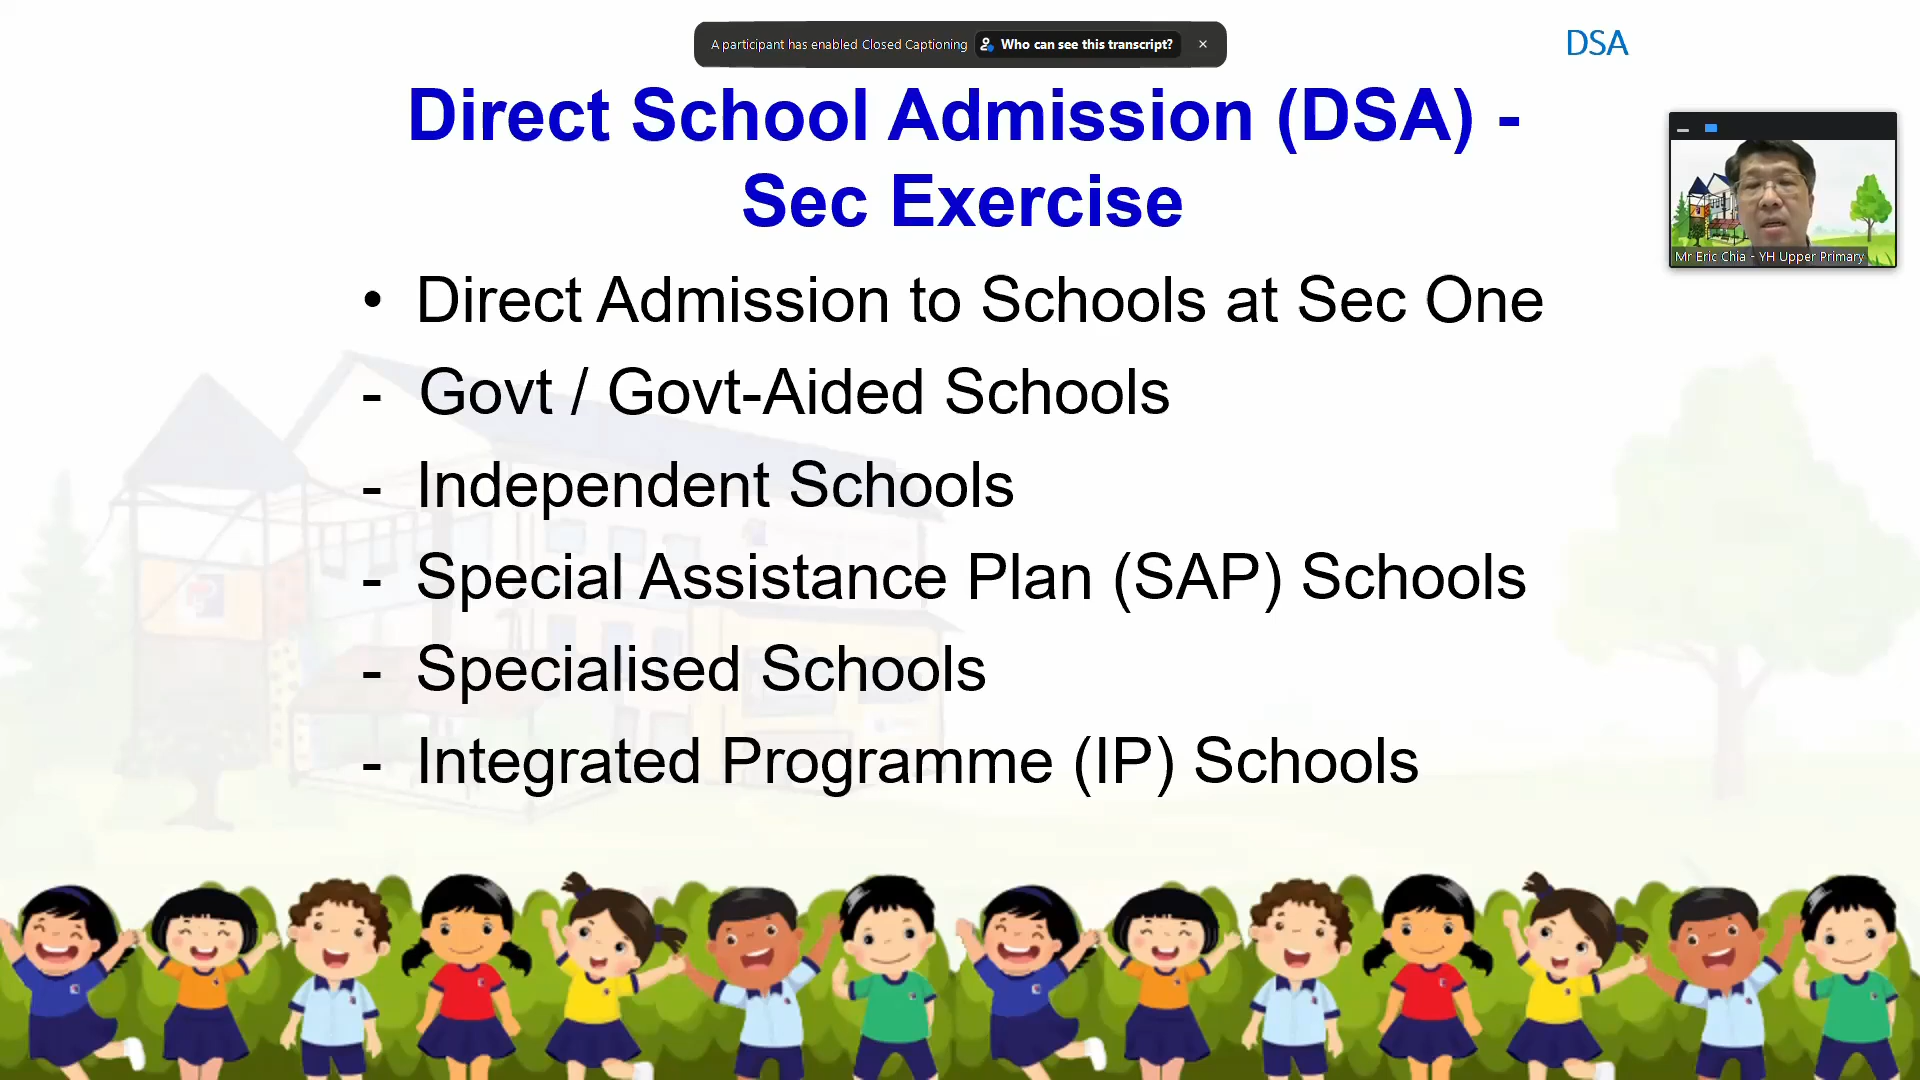 A participant has enabled Closed Captioning Who can see this transcript? ×
DSA
Direct School Admission (DSA) -
Sec Exercise
Mr Eric Chia - YH Upper Primary
• Direct Admission to Schools at Sec One
- Govt / Govt-Aided Schools
- Independent Schools
- Special Assistance Plan (SAP) Schools
- Specialised Schools
- Integrated Programme (IP) Schools